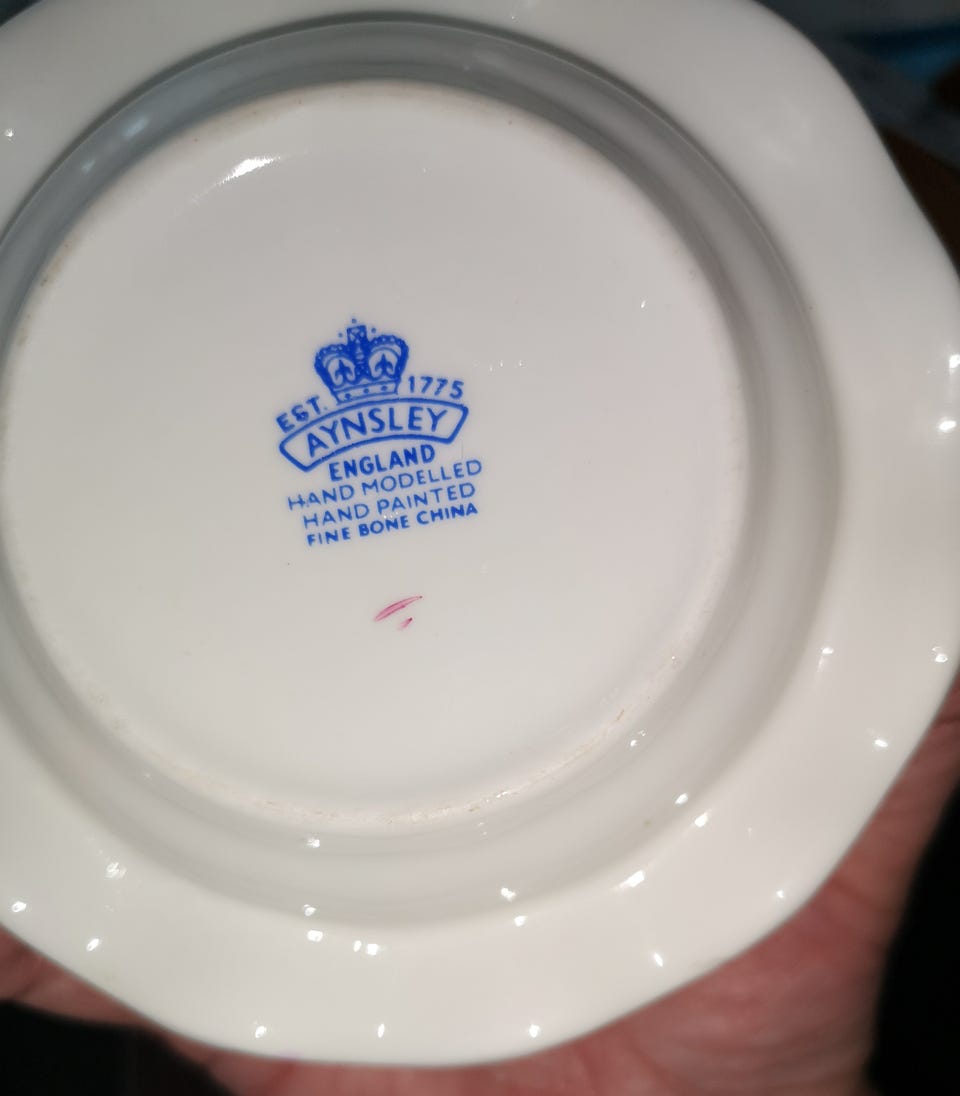 EST. 1775
AYNSLEY
ENGLAND
HAND MODELLED
HAND PAINTED
FINE BONE CHINA